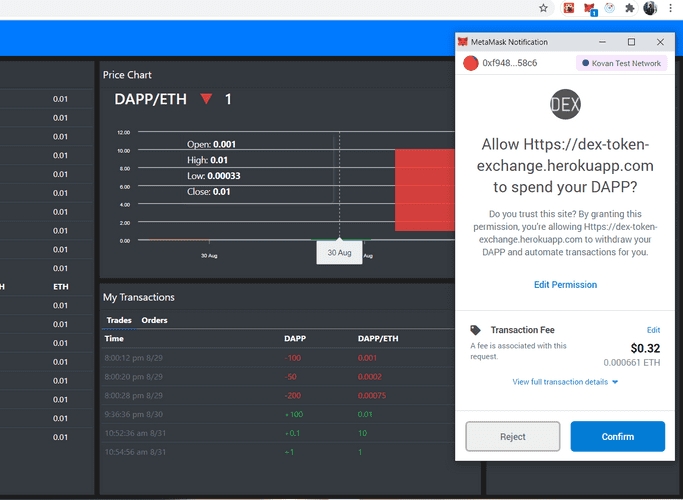 1
MetaMask Notification
0xf948...58c6
Kovan Test Network
DEX
Allow Https://dex-token-
exchange.herokuapp.com
to spend your DAPP?
Do you trust this site? By granting this
permission, you're allowing Https://dex-token-
exchange.herokuapp.com to withdraw your
DAPP and automate transactions for you.
Edit Permission
Transaction Fee
Edit
A fee is associated with this
request.
$0.32
0.000661 ETH
View full transaction details
Reject
Confirm
0.01
0.01
0.01
0.01
0.01
0.01
0.01
0.01
0.01
0.01
H
ETH
0.01
0.01
0.01
0.01
0.01
0.01
0.01
0.01
Price Chart
DAPP/ETH ▼ 1
12.00
10.00
8.00
6.00
4.00
2.00
0.00
Open: 0.001
High: 0.01
Low: 0.00033
Close: 0.01
30 Aug
30 Aug
Aug
My Transactions
Trades Orders
Time DAPP DAPP/ETH
8:00:12 pm 8/29 -100 0.001
8:00:20 pm 8/29 -50 0.0002
8:00:28 pm 8/29 -200 0.00075
9:36:36 pm 8/30 +100 0.01
10:52:36 am 8/31 +0.1 10
10:54:56 am 8/31 +1 1